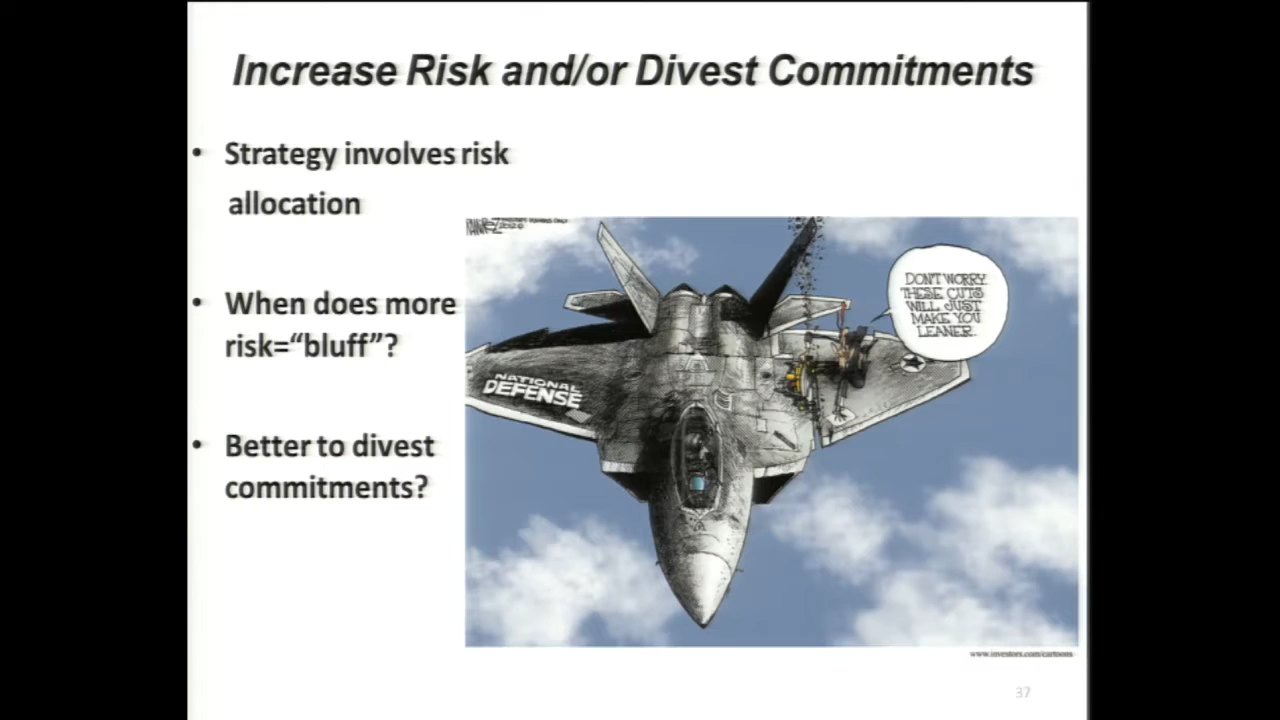 Increase Risk and/or Divest Commitments
• Strategy involves risk
allocation
• When does more
risk=“bluff”?
• Better to divest
commitments?
DON'T WORRY.
THESE CUTS
WILL JUST
MAKE YOU
LEANER.
NATIONAL
DEFENSE
www.investors.com/cartoons
37